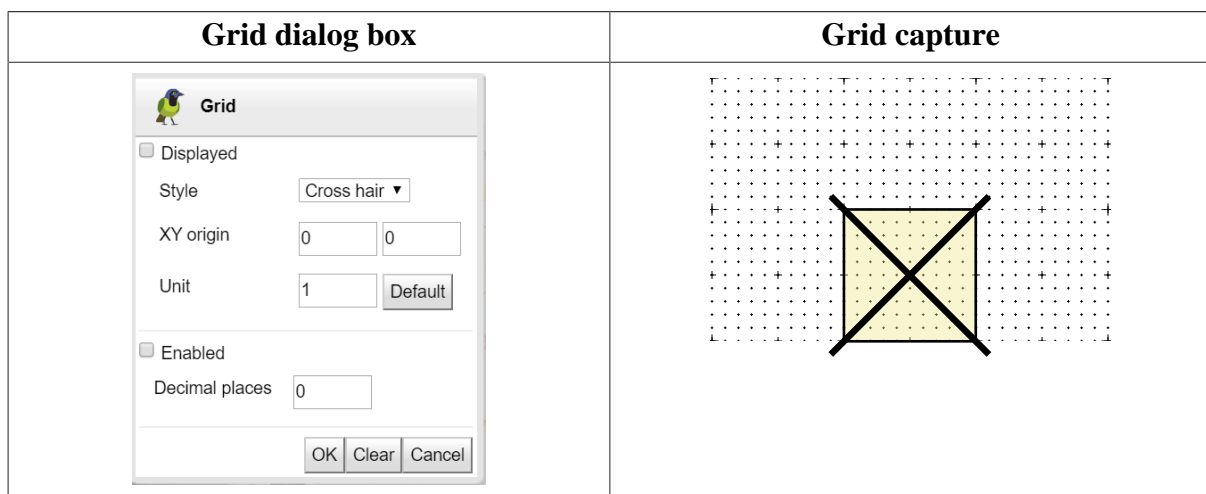 Grid dialog box
Grid capture
Grid
Displayed
Style Cross hair
XY origin 0 0
Unit 1 Default
Enabled
Decimal places 0
OK Clear Cancel